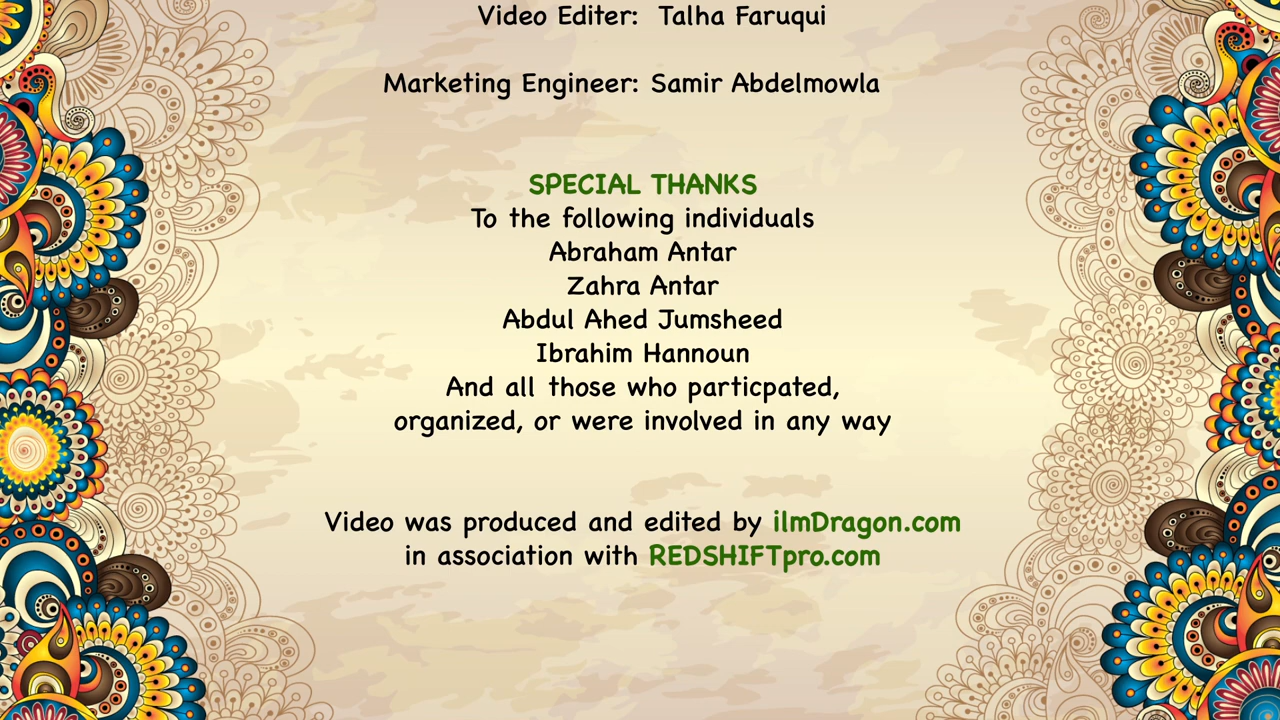 Video Editer:  Talha Faruqui
Marketing Engineer: Samir Abdelmowla
SPECIAL THANKS
To the following individuals
Abraham Antar
Zahra Antar
Abdul Ahed Jumsheed
Ibrahim Hannoun
And all those who particpated,
organized, or were involved in any way
Video was produced and edited by ilmDragon.com
in association with REDSHIFTpro.com